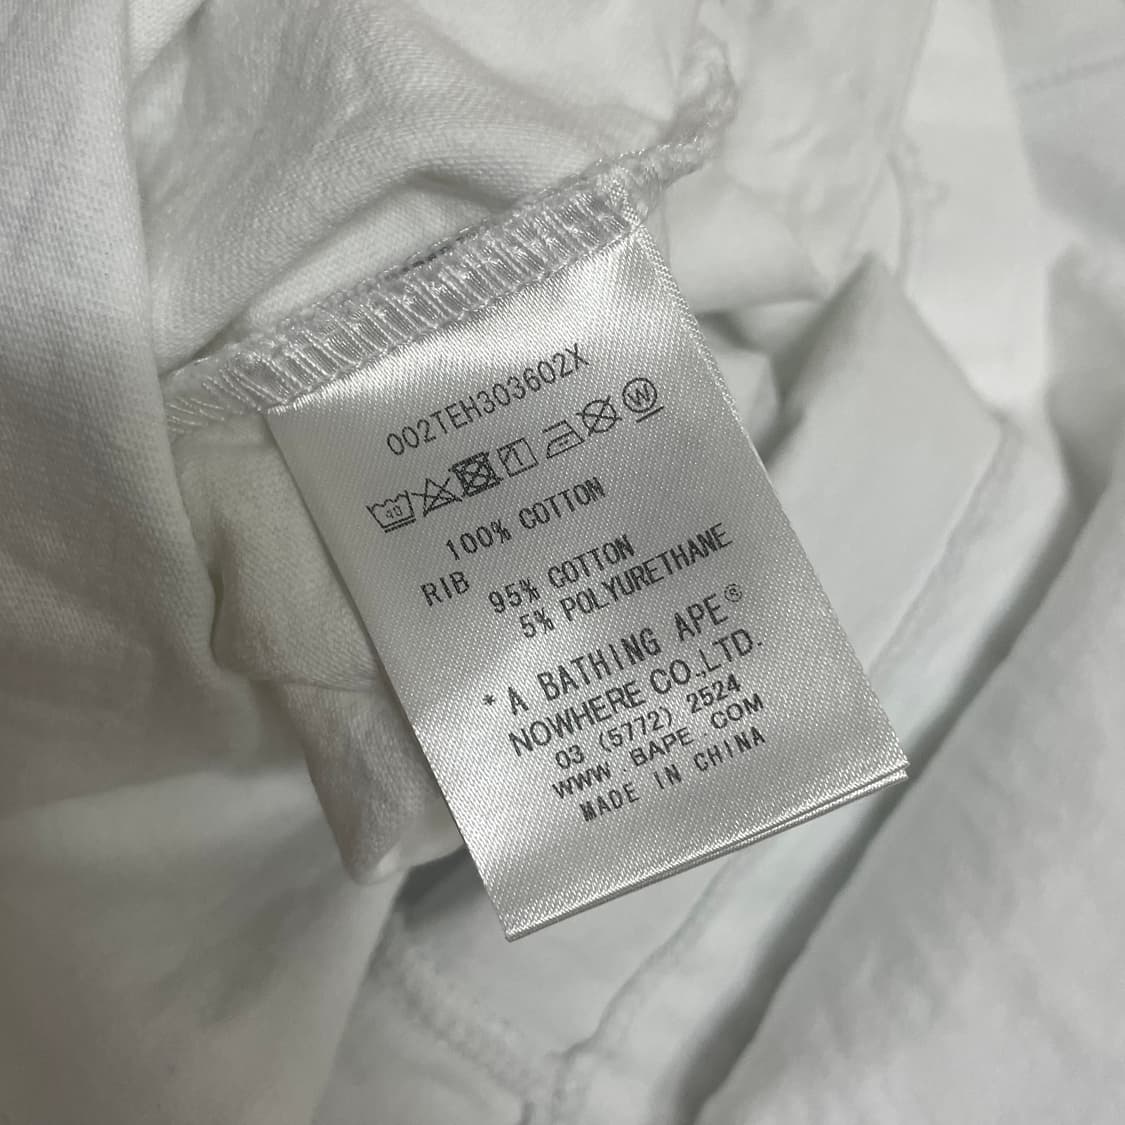 002TEH303602X
40 W
100% COTTON
RIB 95% COTTON
5% POLYURETHANE
*A BATHING APE®
NOWHERE CO.,LTD.
03 (5772) 2524
WWW.BAPE.COM
MADE IN CHINA